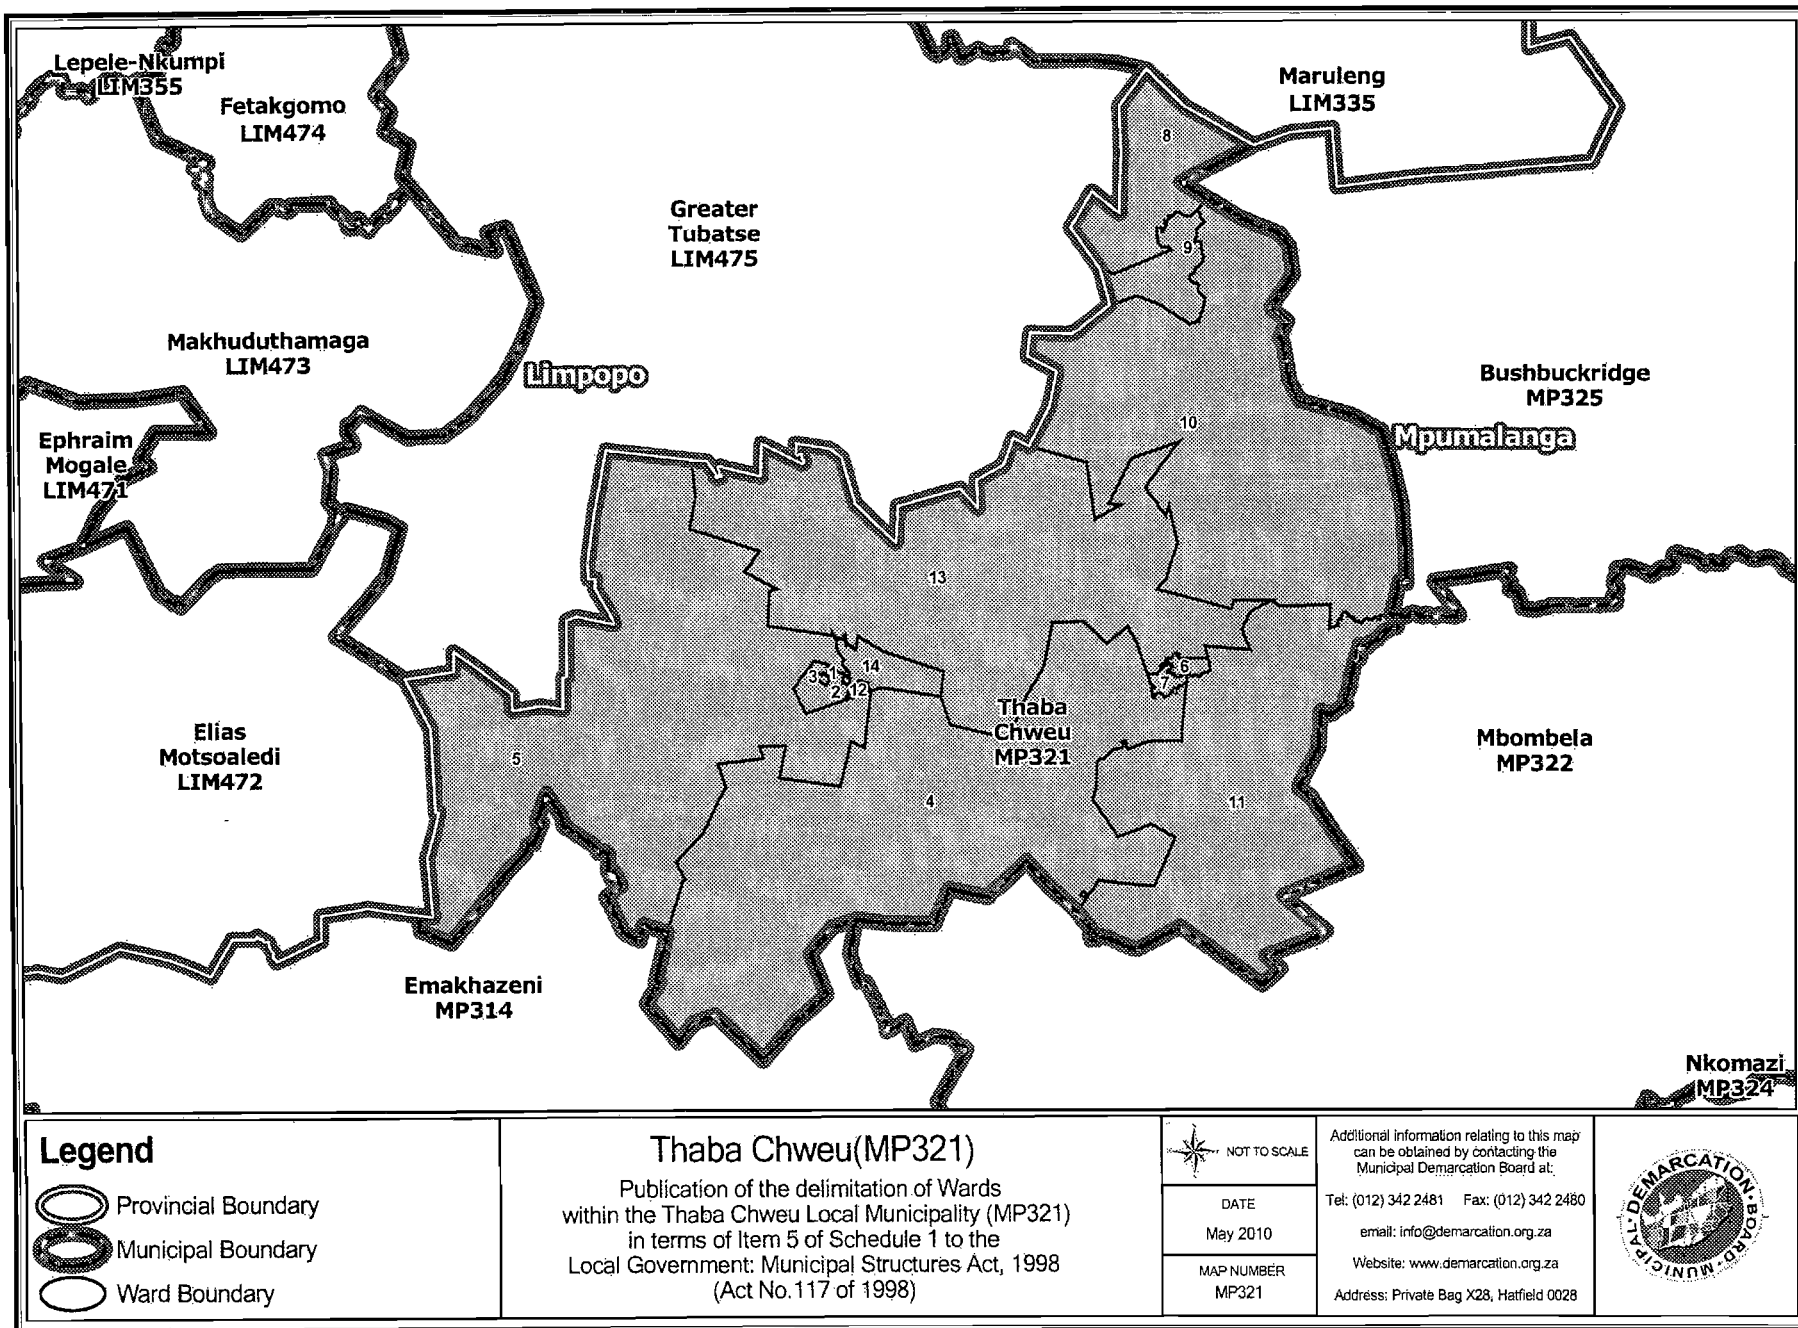 Lepele-Nkumpi
LIM355
Fetakgomo
LIM474
Maruleng
LIM335
8
Greater
Tubatse
LIM475
9
Makhuduthamaga
LIM473
Limpopo
Bushbuckridge
MP325
10
Mpumalanga
Ephraim
Mogale
LIM471
13
14
3
1
2
12
6
7
Thaba
Chweu
MP321
Elias
Motsoaledi
LIM472
5
Mbombela
MP322
4
11
Emakhazeni
MP314
Nkomazi
MP324
Legend
Provincial Boundary
Municipal Boundary
Ward Boundary
Thaba Chweu(MP321)
Publication of the delimitation of Wards
within the Thaba Chweu Local Municipality (MP321)
in terms of Item 5 of Schedule 1 to the
Local Government: Municipal Structures Act, 1998
(Act No.117 of 1998)
NOT TO SCALE
DATE
May 2010
MAP NUMBER
MP321
Additional information relating to this map
can be obtained by contacting the
Municipal Demarcation Board at:
Tel: (012) 342 2481 Fax: (012) 342 2480
email: info@demarcation.org.za
Website: www.demarcation.org.za
Address: Private Bag X28, Hatfield 0028
MUNICIPAL DEMARCATION BOARD